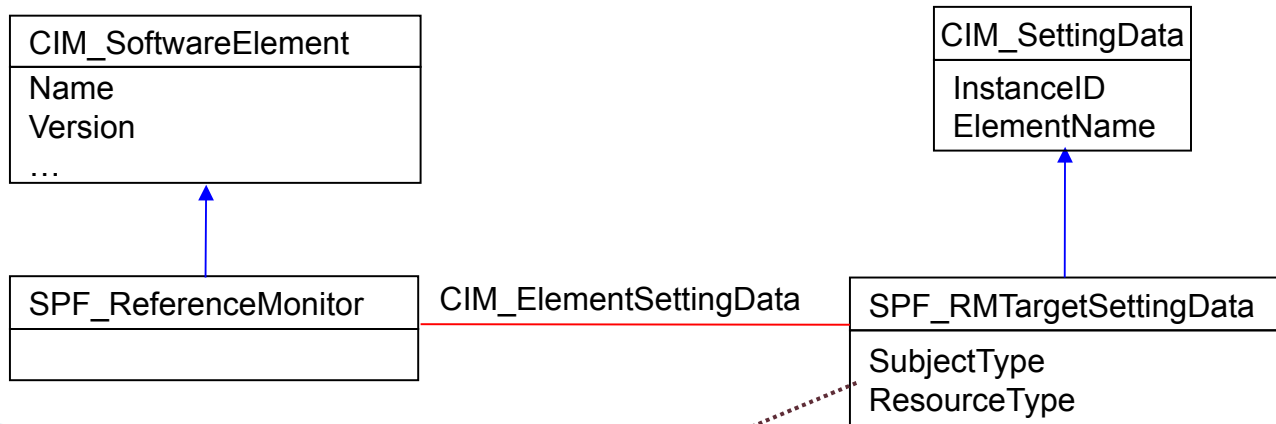 CIM_SoftwareElement
Name
Version
…
CIM_SettingData
InstanceID
ElementName
SPF_ReferenceMonitor
CIM_ElementSettingData
SPF_RMTargetSettingData
SubjectType
ResourceType